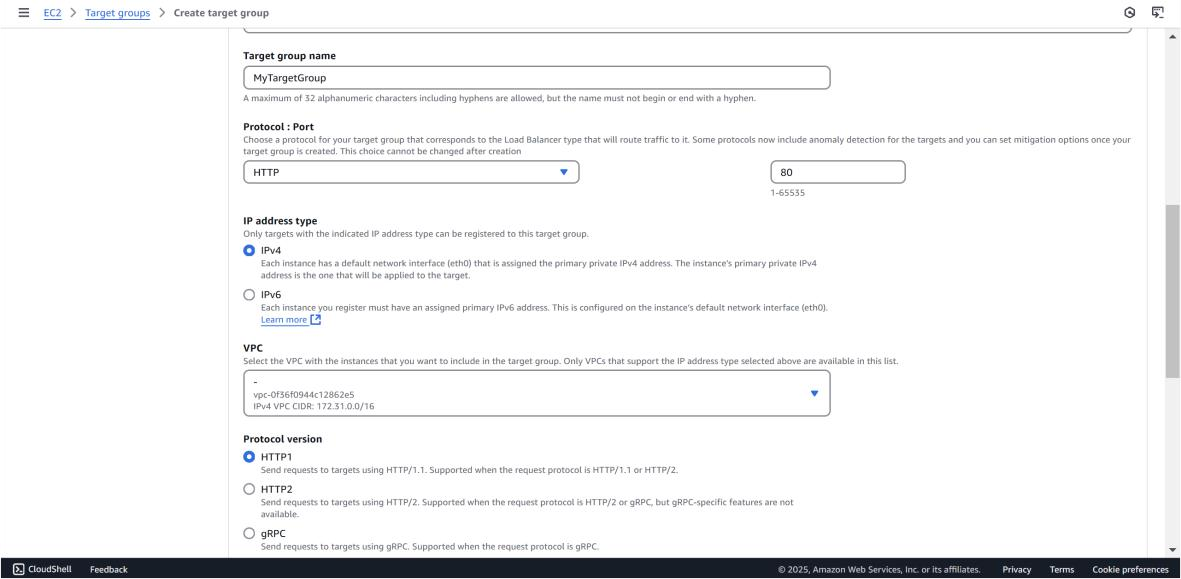 EC2 > Target groups > Create target group
Target group name
MyTargetGroup
A maximum of 32 alphanumeric characters including hyphens are allowed, but the name must not begin or end with a hyphen.
Protocol : Port
Choose a protocol for your target group that corresponds to the Load Balancer type that will route traffic to it. Some protocols now include anomaly detection for the targets and you can set mitigation options once your
target group is created. This choice cannot be changed after creation
HTTP 80
1-65535
IP address type
Only targets with the indicated IP address type can be registered to this target group.
IPv4
Each instance has a default network interface (eth0) that is assigned the primary private IPv4 address. The instance's primary private IPv4
address is the one that will be applied to the target.
IPv6
Each instance you register must have an assigned primary IPv6 address. This is configured on the instance's default network interface (eth0).
Learn more
VPC
Select the VPC with the instances that you want to include in the target group. Only VPCs that support the IP address type selected above are available in this list.
-
vpc-0f36f0944c12862e5
IPv4 VPC CIDR: 172.31.0.0/16
Protocol version
HTTP1
Send requests to targets using HTTP/1.1. Supported when the request protocol is HTTP/1.1 or HTTP/2.
HTTP2
Send requests to targets using HTTP/2. Supported when the request protocol is HTTP/2 or gRPC, but gRPC-specific features are not
available.
gRPC
Send requests to targets using gRPC. Supported when the request protocol is gRPC.
CloudShell Feedback © 2025, Amazon Web Services, Inc. or its affiliates. Privacy Terms Cookie preferences